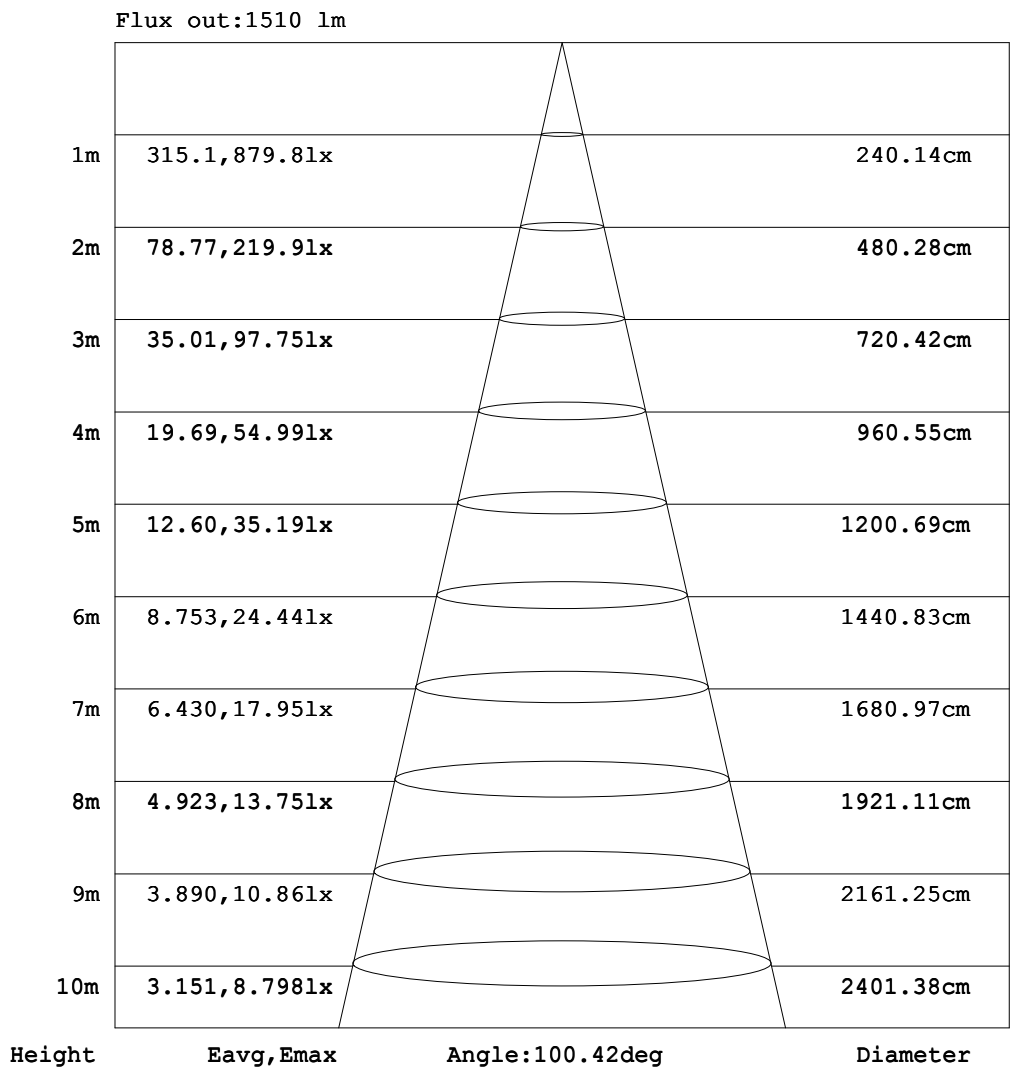 Flux out:1510 lm
1m 315.1,879.8lx 240.14cm
2m 78.77,219.9lx 480.28cm
3m 35.01,97.75lx 720.42cm
4m 19.69,54.99lx 960.55cm
5m 12.60,35.19lx 1200.69cm
6m 8.753,24.44lx 1440.83cm
7m 6.430,17.95lx 1680.97cm
8m 4.923,13.75lx 1921.11cm
9m 3.890,10.86lx 2161.25cm
10m 3.151,8.798lx 2401.38cm
Height Eavg,Emax Angle:100.42deg Diameter